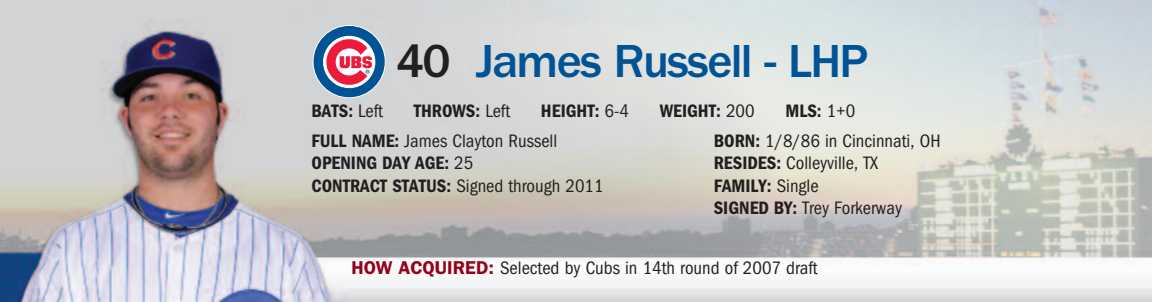 CUBS 40 James Russell - LHP
BATS: Left THROWS: Left HEIGHT: 6-4 WEIGHT: 200 MLS: 1+0
FULL NAME: James Clayton Russell
OPENING DAY AGE: 25
CONTRACT STATUS: Signed through 2011
BORN: 1/8/86 in Cincinnati, OH
RESIDES: Colleyville, TX
FAMILY: Single
SIGNED BY: Trey Forkerway
HOW ACQUIRED: Selected by Cubs in 14th round of 2007 draft